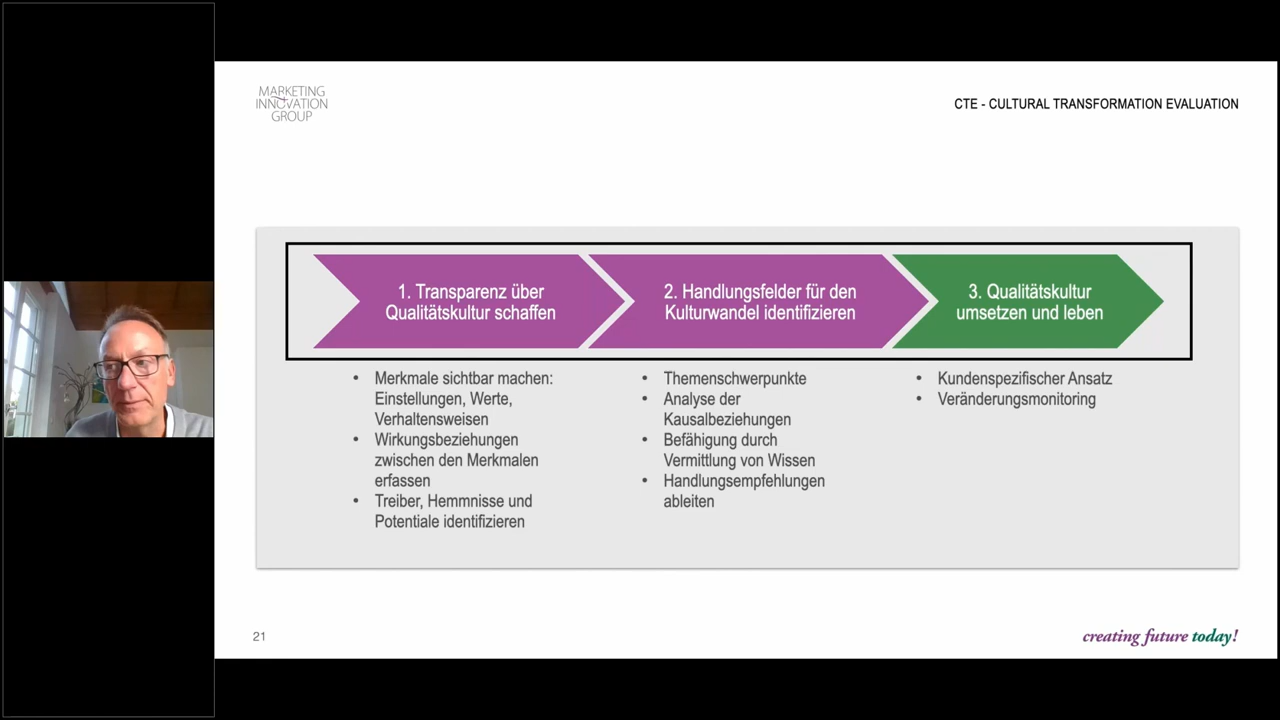 MARKETING
INNOVATION
GROUP
CTE - CULTURAL TRANSFORMATION EVALUATION
1. Transparenz über
Qualitätskultur schaffen
2. Handlungsfelder für den
Kulturwandel identifizieren
3. Qualitätskultur
umsetzen und leben
• Merkmale sichtbar machen:
Einstellungen, Werte,
Verhaltensweisen
• Wirkungsbeziehungen
zwischen den Merkmalen
erfassen
• Treiber, Hemmnisse und
Potentiale identifizieren
• Themenschwerpunkte
• Analyse der
Kausalbeziehungen
• Befähigung durch
Vermittlung von Wissen
• Handlungsempfehlungen
ableiten
• Kundenspezifischer Ansatz
• Veränderungsmonitoring
21
creating future today!